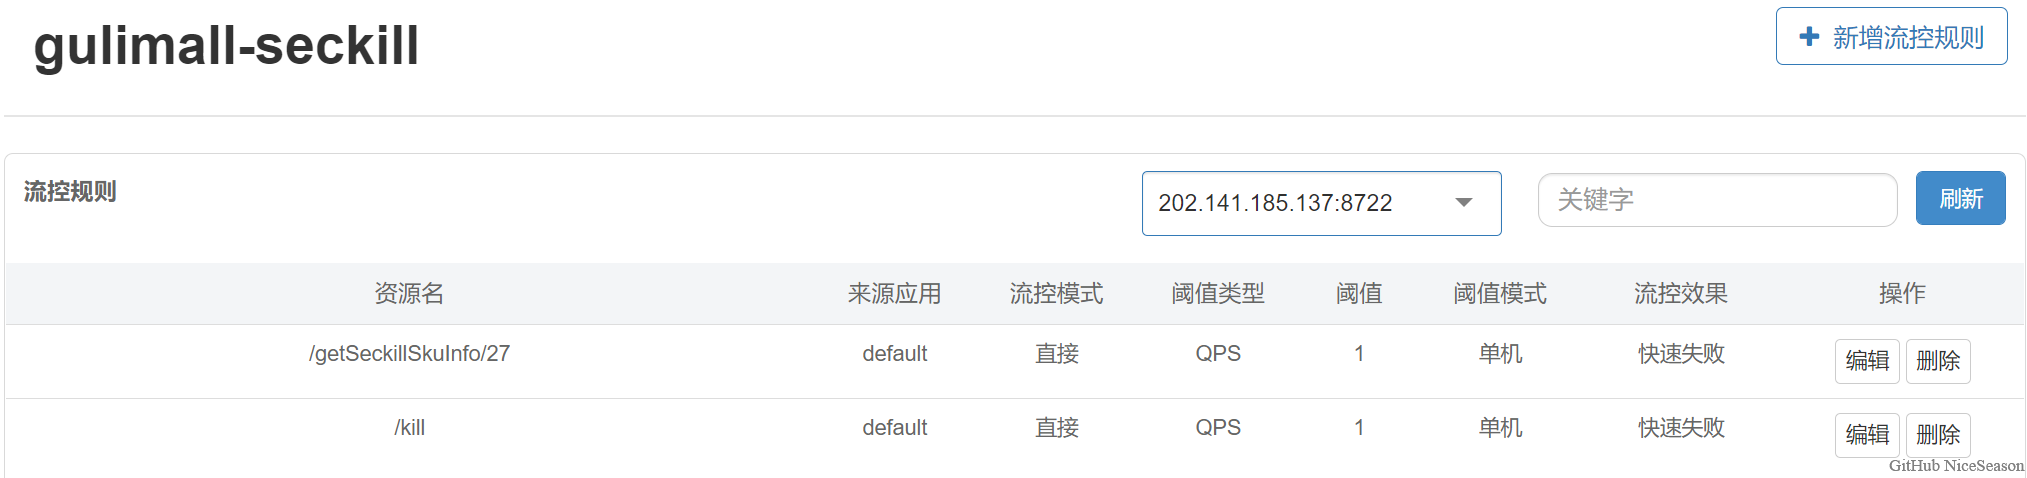 gulimall-seckill
新增流控规则
流控规则
202.141.185.137:8722
关键字
刷新
资源名 来源应用 流控模式 阈值类型 阈值 阈值模式 流控效果 操作
/getSeckillSkuInfo/27 default 直接 QPS 1 单机 快速失败 编辑 删除
/kill default 直接 QPS 1 单机 快速失败 编辑 删除
GitHub NiceSeason